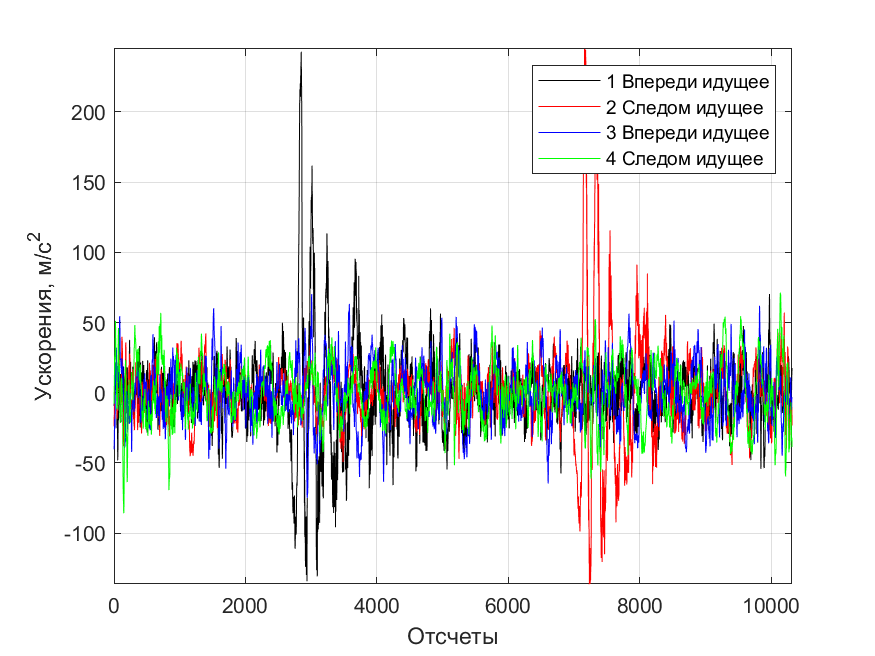 1 Впереди идущее
2 Следом идущее
3 Впереди идущее
4 Следом идущее
200
150
100
50
0
-50
-100
Ускорения, м/с²
0 2000 4000 6000 8000 10000
Отсчеты